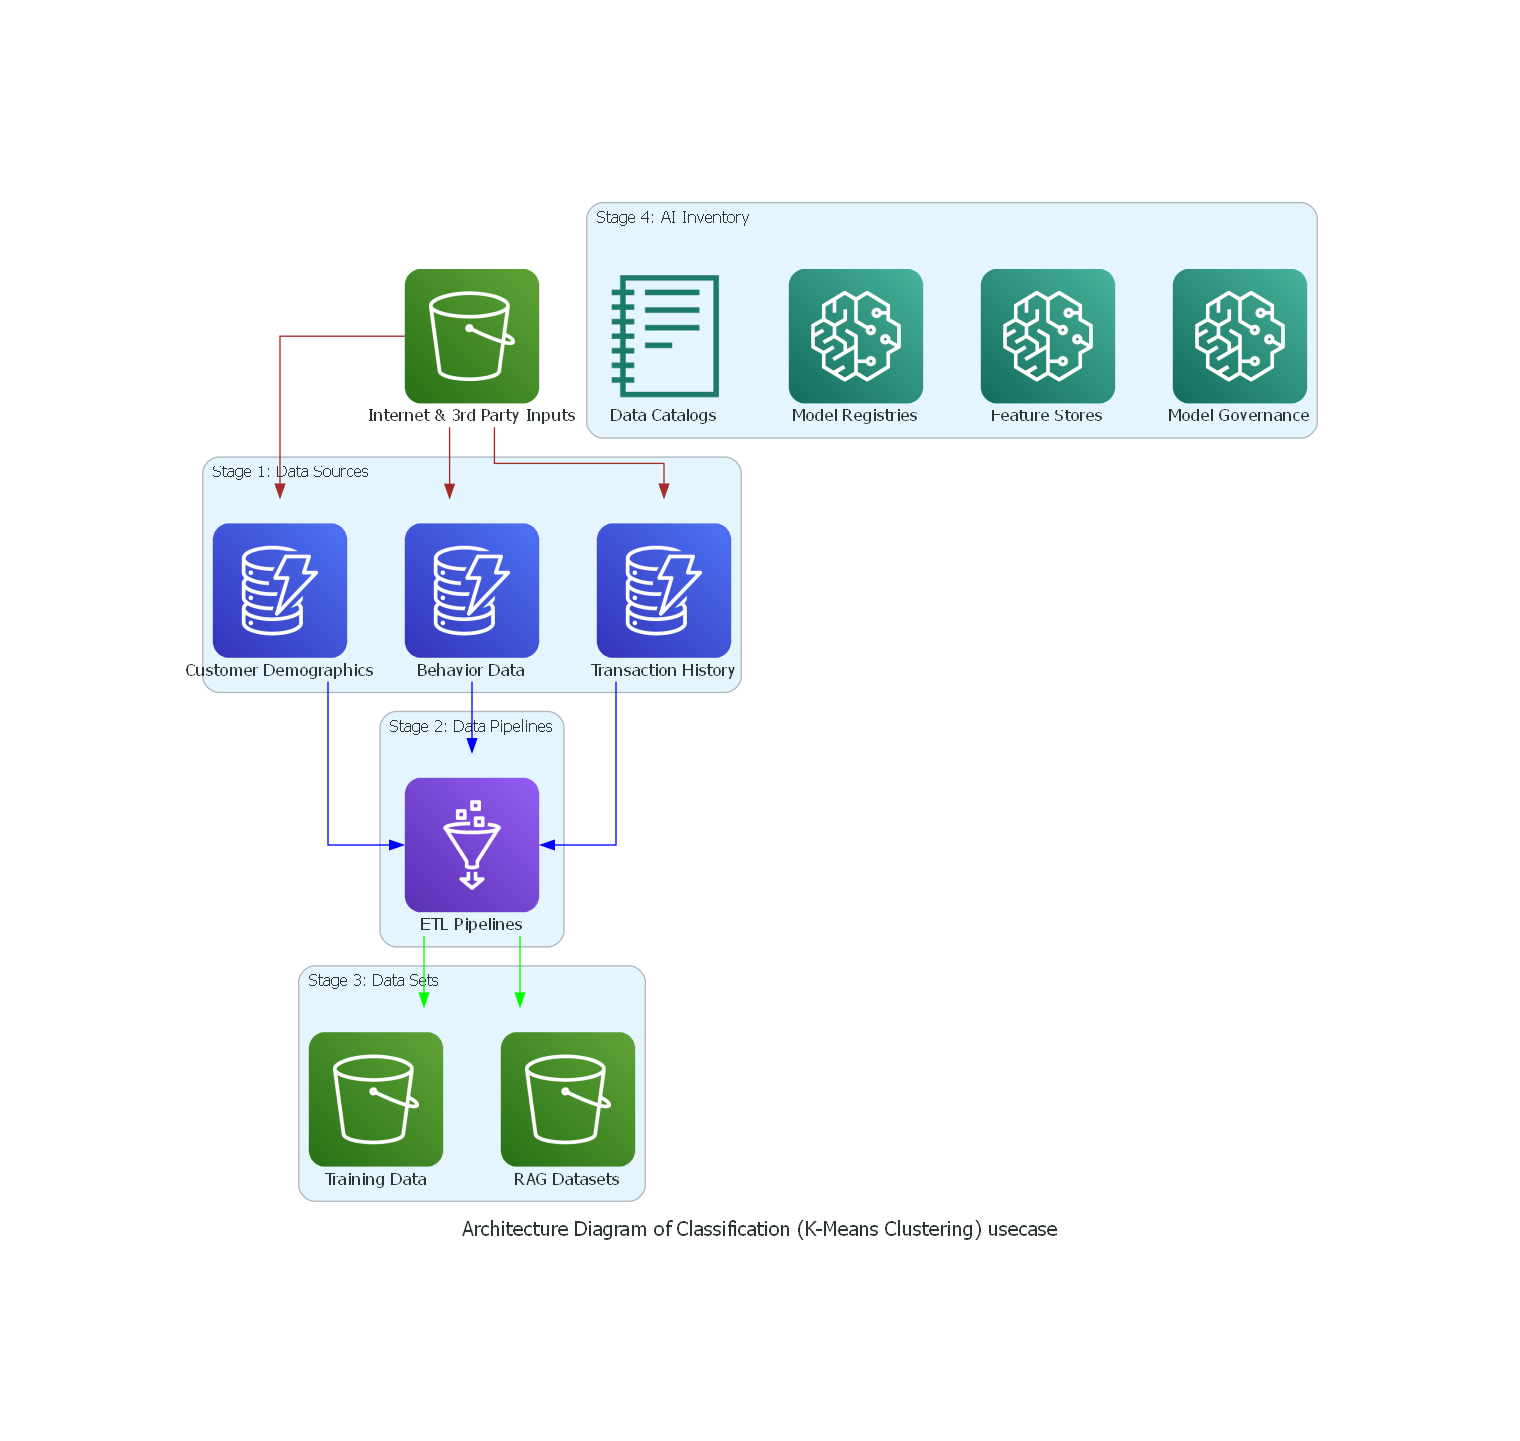 Stage 4: AI Inventory
Internet & 3rd Party Inputs
Data Catalogs
Model Registries
Feature Stores
Model Governance
Stage 1: Data Sources
Customer Demographics
Behavior Data
Transaction History
Stage 2: Data Pipelines
ETL Pipelines
Stage 3: Data Sets
Training Data
RAG Datasets
Architecture Diagram of Classification (K-Means Clustering) usecase